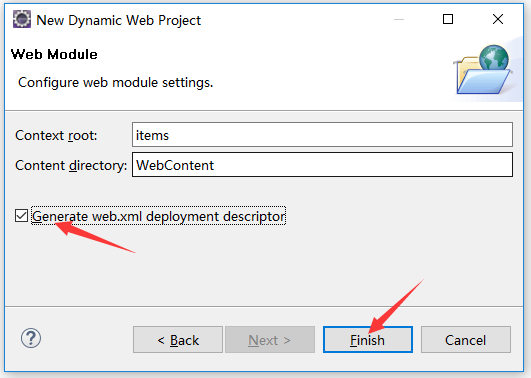 New Dynamic Web Project
Web Module
Configure web module settings.
Context root: items
Content directory: WebContent
Generate web.xml deployment descriptor
? < Back Next > Finish Cancel